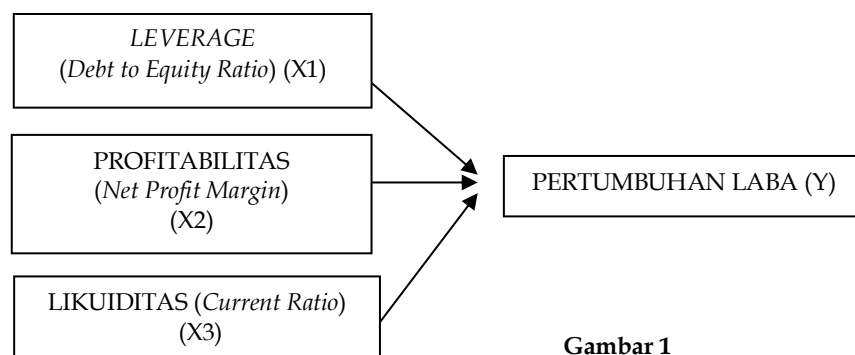 LEVERAGE
(Debt to Equity Ratio) (X1)
PROFITABILITAS
(Net Profit Margin)
(X2)
PERTUMBUHAN LABA (Y)
LIKUIDITAS (Current Ratio)
(X3)
Gambar 1